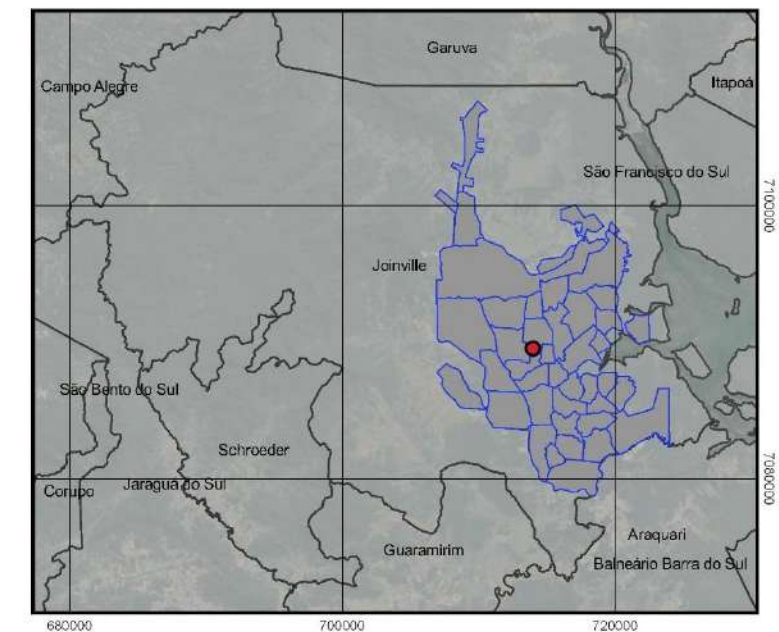 Garuva
Campo Alegre
Itapoá
São Francisco do Sul
7100000
Joinville
São Bento do Sul
Schroeder
Corupo
Jaraguá do Sul
7080000
Guaramirim
Araquari
Balneário Barra do Sul
680000
700000
720000